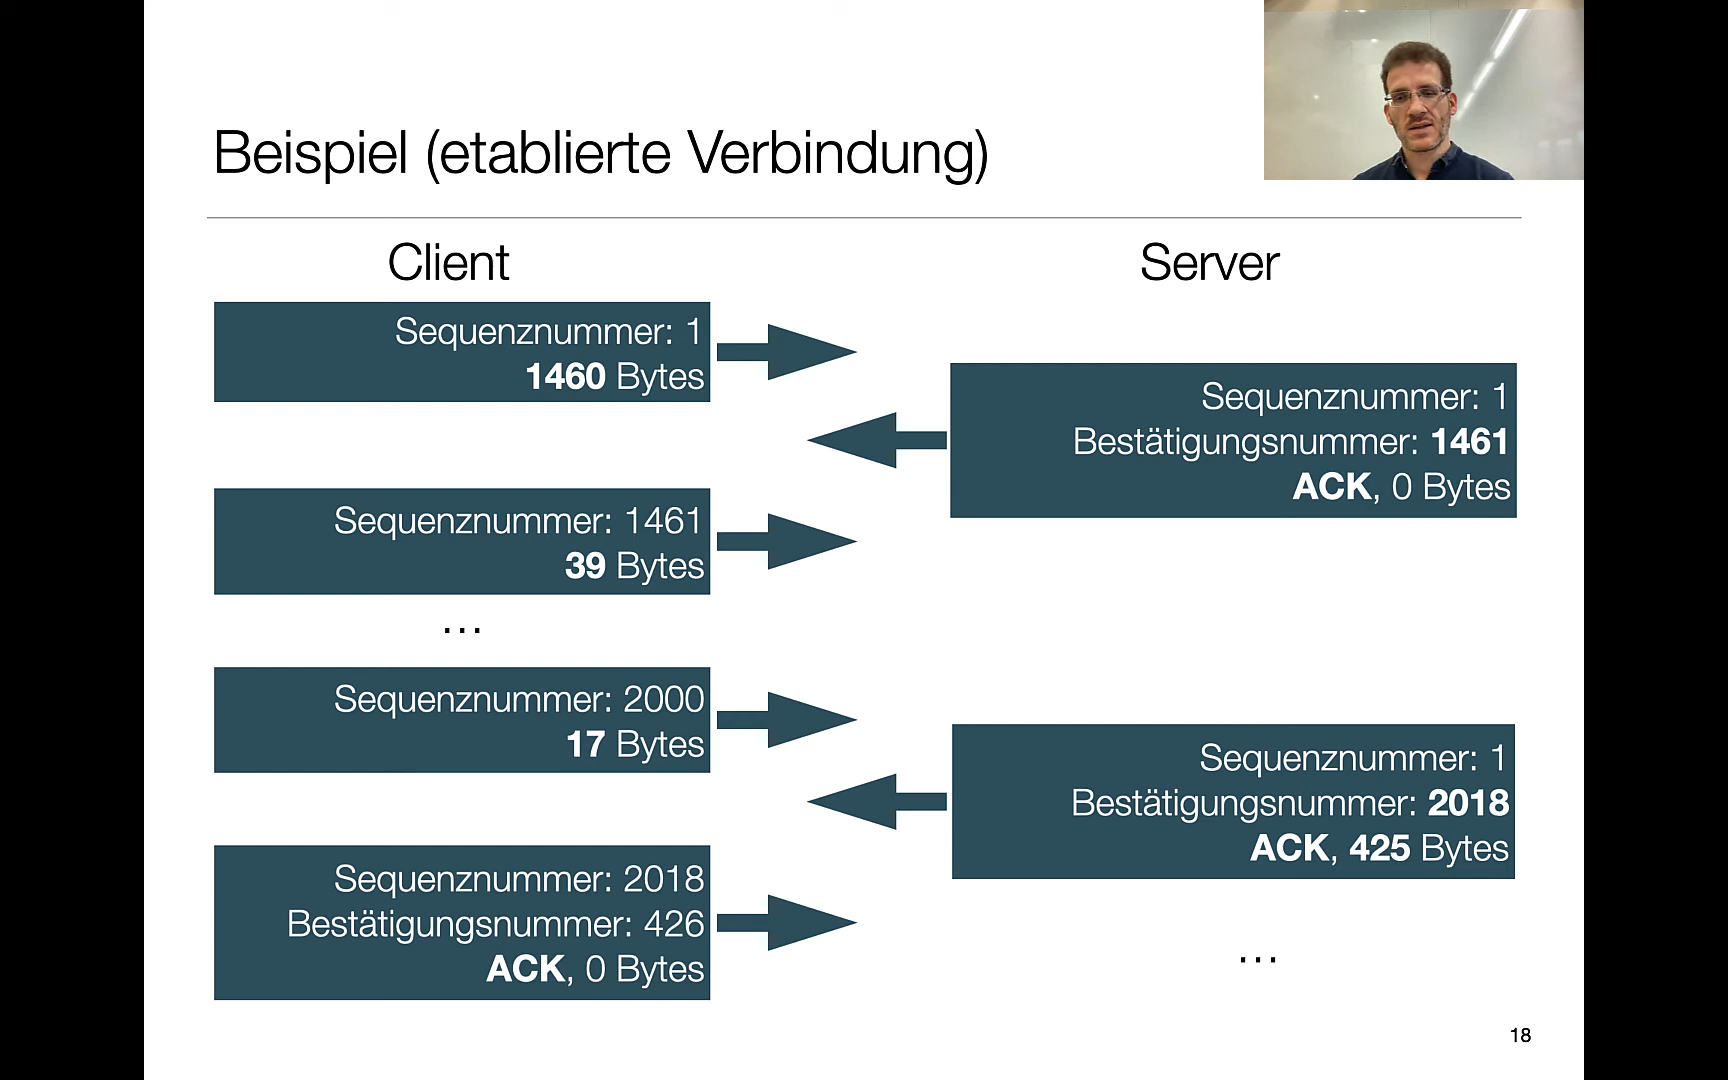 Beispiel (etablierte Verbindung)
Client
Server
Sequenznummer: 1
1460 Bytes
Sequenznummer: 1
Bestätigungsnummer: 1461
ACK, 0 Bytes
Sequenznummer: 1461
39 Bytes
...
Sequenznummer: 2000
17 Bytes
Sequenznummer: 1
Bestätigungsnummer: 2018
ACK, 425 Bytes
Sequenznummer: 2018
Bestätigungsnummer: 426
ACK, 0 Bytes
...
18